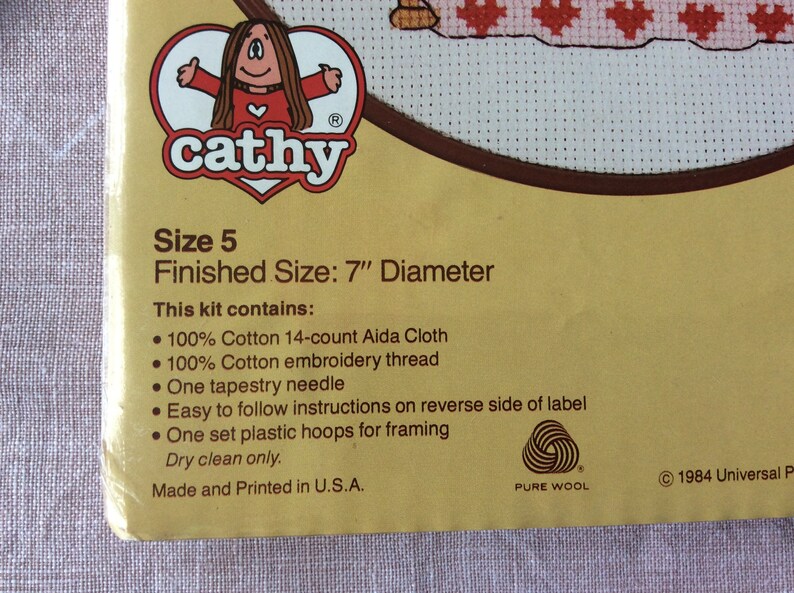 cathy ®
Size 5
Finished Size: 7" Diameter
This kit contains:
• 100% Cotton 14-count Aida Cloth
• 100% Cotton embroidery thread
• One tapestry needle
• Easy to follow instructions on reverse side of label
• One set plastic hoops for framing
Dry clean only.
Made and Printed in U.S.A.
®
PURE WOOL
© 1984 Universal P